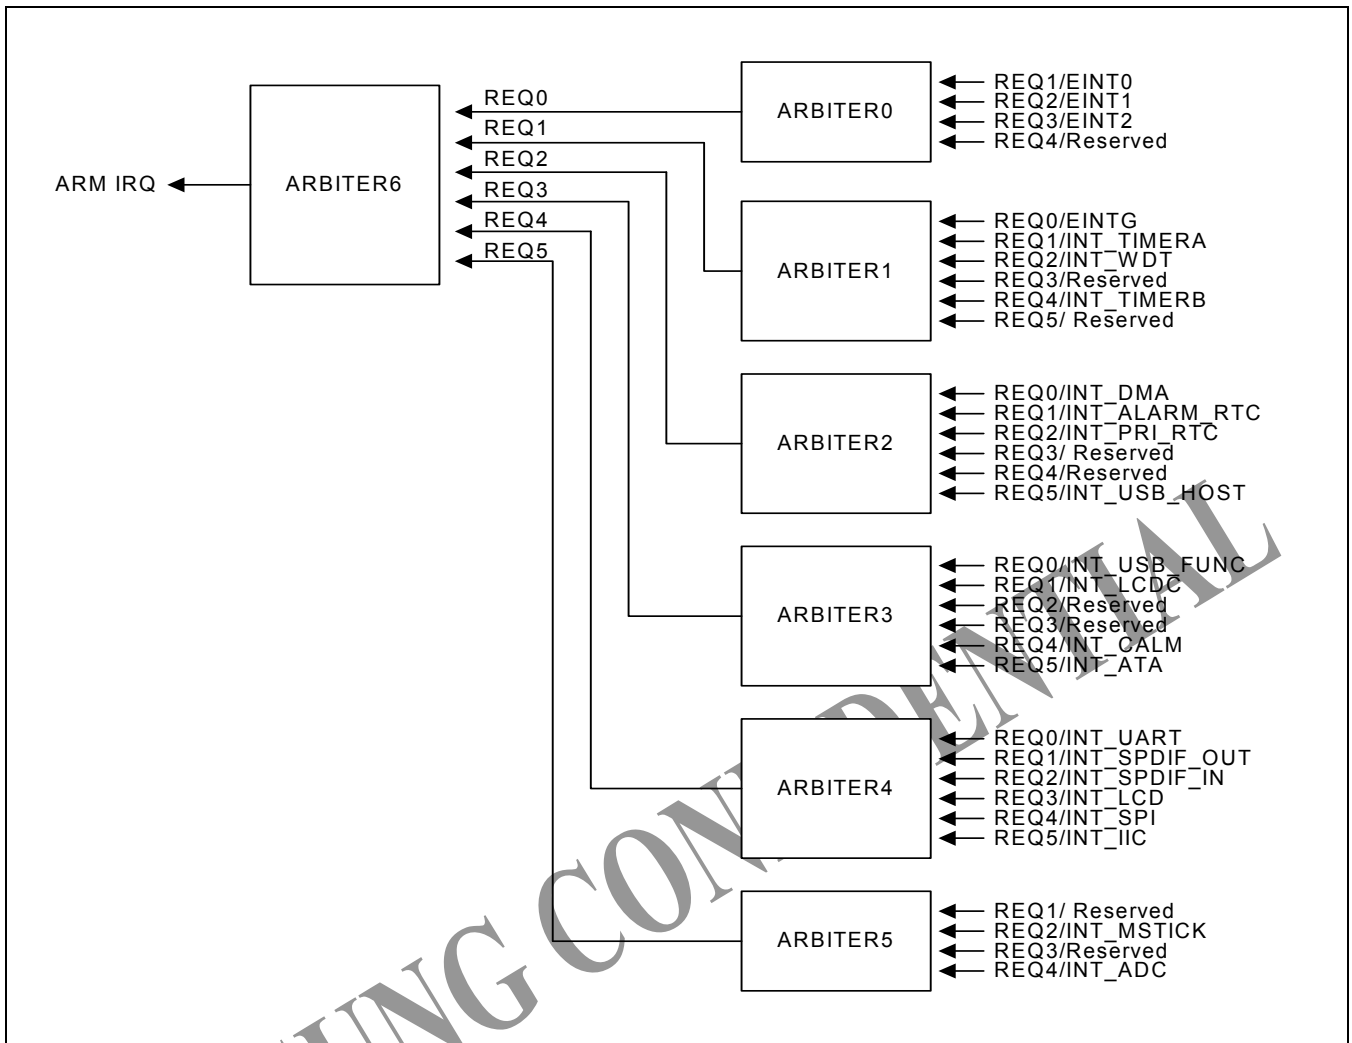 ARM IRQ
ARBITER6
REQ0
REQ1
REQ2
REQ3
REQ4
REQ5
ARBITER0
REQ1/EINT0
REQ2/EINT1
REQ3/EINT2
REQ4/Reserved
ARBITER1
REQ0/EINTG
REQ1/INT_TIMERA
REQ2/INT_WDT
REQ3/Reserved
REQ4/INT_TIMERB
REQ5/ Reserved
ARBITER2
REQ0/INT_DMA
REQ1/INT_ALARM_RTC
REQ2/INT_PRI_RTC
REQ3/ Reserved
REQ4/Reserved
REQ5/INT_USB_HOST
ARBITER3
REQ0/INT_USB_FUNC
REQ1/INT_LCDC
REQ2/Reserved
REQ3/Reserved
REQ4/INT_CALM
REQ5/INT_ATA
ARBITER4
REQ0/INT_UART
REQ1/INT_SPDIF_OUT
REQ2/INT_SPDIF_IN
REQ3/INT_LCD
REQ4/INT_SPI
REQ5/INT_IIC
ARBITER5
REQ1/ Reserved
REQ2/INT_MSTICK
REQ3/Reserved
REQ4/INT_ADC